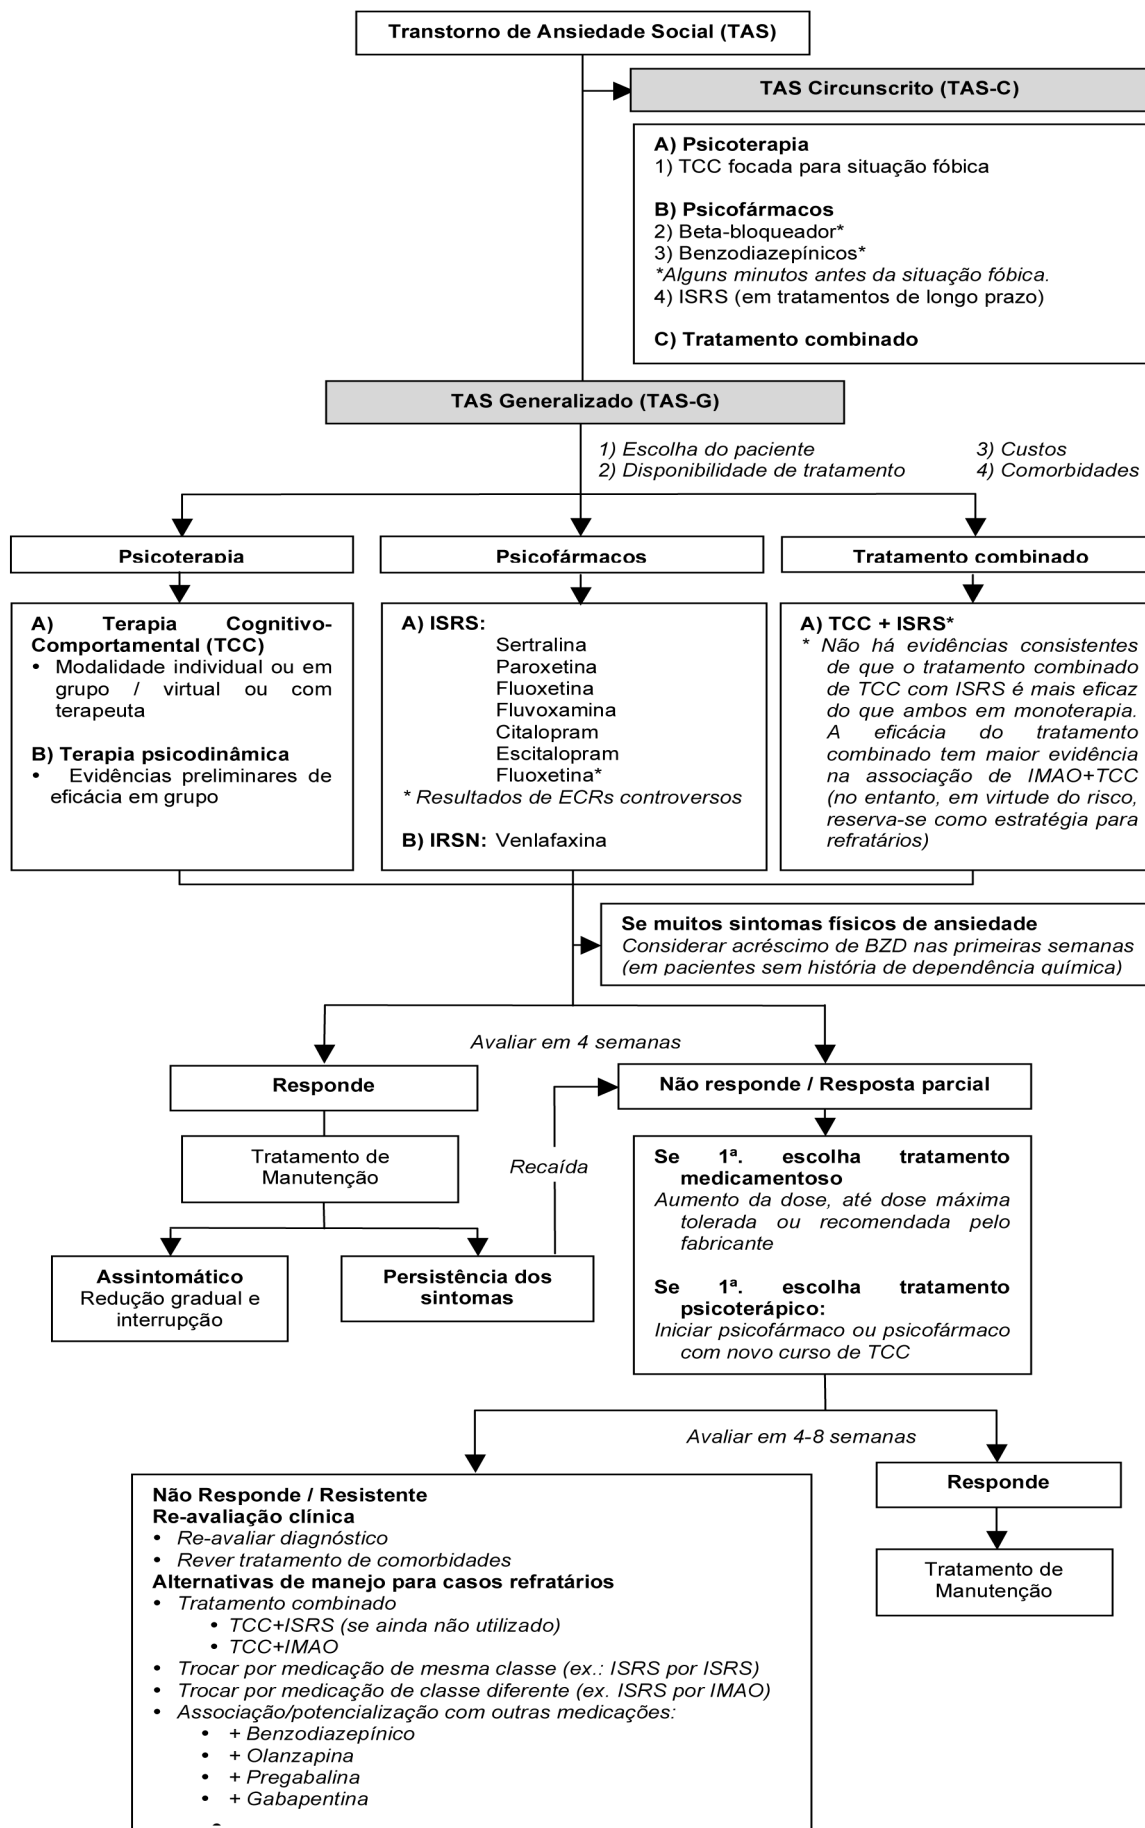 Transtorno de Ansiedade Social (TAS)
TAS Circunscrito (TAS-C)
A) Psicoterapia
1) TCC focada para situação fóbica
B) Psicofármacos
2) Beta-bloqueador*
3) Benzodiazepínicos*
*Alguns minutos antes da situação fóbica.
4) ISRS (em tratamentos de longo prazo)
C) Tratamento combinado
TAS Generalizado (TAS-G)
1) Escolha do paciente
2) Disponibilidade de tratamento
3) Custos
4) Comorbidades
Psicoterapia
A) Terapia Cognitivo-
Comportamental (TCC)
• Modalidade individual ou em
grupo / virtual ou com
terapeuta
B) Terapia psicodinâmica
• Evidências preliminares de
eficácia em grupo
Psicofármacos
A) ISRS:
Sertralina
Paroxetina
Fluoxetina
Fluvoxamina
Citalopram
Escitalopram
Fluoxetina*
* Resultados de ECRs controversos
B) IRSN: Venlafaxina
Tratamento combinado
A) TCC + ISRS*
* Não há evidências consistentes
de que o tratamento combinado
de TCC com ISRS é mais eficaz
do que ambos em monoterapia.
A eficácia do tratamento
combinado tem maior evidência
na associação de IMAO+TCC
(no entanto, em virtude do risco,
reserva-se como estratégia para
refratários)
Se muitos sintomas físicos de ansiedade
Considerar acréscimo de BZD nas primeiras semanas
(em pacientes sem história de dependência química)
Avaliar em 4 semanas
Responde
Tratamento de
Manutenção
Assintomático
Redução gradual e
interrupção
Persistência dos
sintomas
Recaída
Não responde / Resposta parcial
Se 1ª. escolha tratamento
medicamentoso
Aumento da dose, até dose máxima
tolerada ou recomendada pelo
fabricante
Se 1ª. escolha tratamento
psicoterápico:
Iniciar psicofármaco ou psicofármaco
com novo curso de TCC
Avaliar em 4-8 semanas
Não Responde / Resistente
Re-avaliação clínica
• Re-avaliar diagnóstico
• Rever tratamento de comorbidades
Alternativas de manejo para casos refratários
• Tratamento combinado
• TCC+ISRS (se ainda não utilizado)
• TCC+IMAO
• Trocar por medicação de mesma classe (ex.: ISRS por ISRS)
• Trocar por medicação de classe diferente (ex. ISRS por IMAO)
• Associação/potencialização com outras medicações:
• + Benzodiazepínico
• + Olanzapina
• + Pregabalina
• + Gabapentina
Responde
Tratamento de
Manutenção